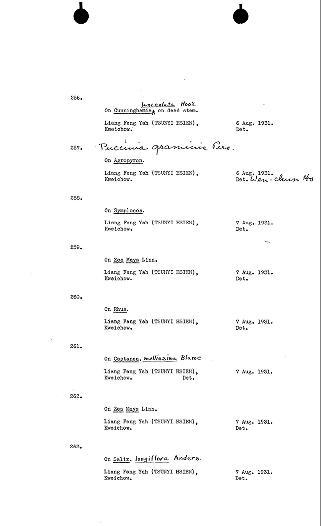 256.
lanceolata Hook.
On Cunninghamia, on dead stem.
Liang Feng Yah (TSUNYI HSIEN), 6 Aug. 1931.
Kweichow. Det.
257. Puccinia graminis Pers.
On Agropyron.
Liang Feng Yah (TSUNYI HSIEN), 6 Aug. 1931.
Kweichow. Det. Wen-chun Ho
258.
On Symplocos.
Liang Feng Yah (TSUNYI HSIEN), 7 Aug. 1931.
Kweichow. Det.
259.
On Zea Mays Linn.
Liang Feng Yah (TSUNYI HSIEN), 7 Aug. 1931.
Kweichow. Det.
260.
On Rhus.
Liang Feng Yah (TSUNYI HSIEN), 7 Aug. 1931.
Kweichow. Det.
261.
On Castanea, mollissima Blume
Liang Feng Yah (TSUNYI HSIEN), 7 Aug. 1931.
Kweichow. Det.
262.
On Zea Mays Linn.
Liang Feng Yah (TSUNYI HSIEN), 7 Aug. 1931.
Kweichow. Det.
263.
On Salix longiflora Anders.
Liang Feng Yah (TSUNYI HSIEN), 7 Aug. 1931.
Kweichow. Det.